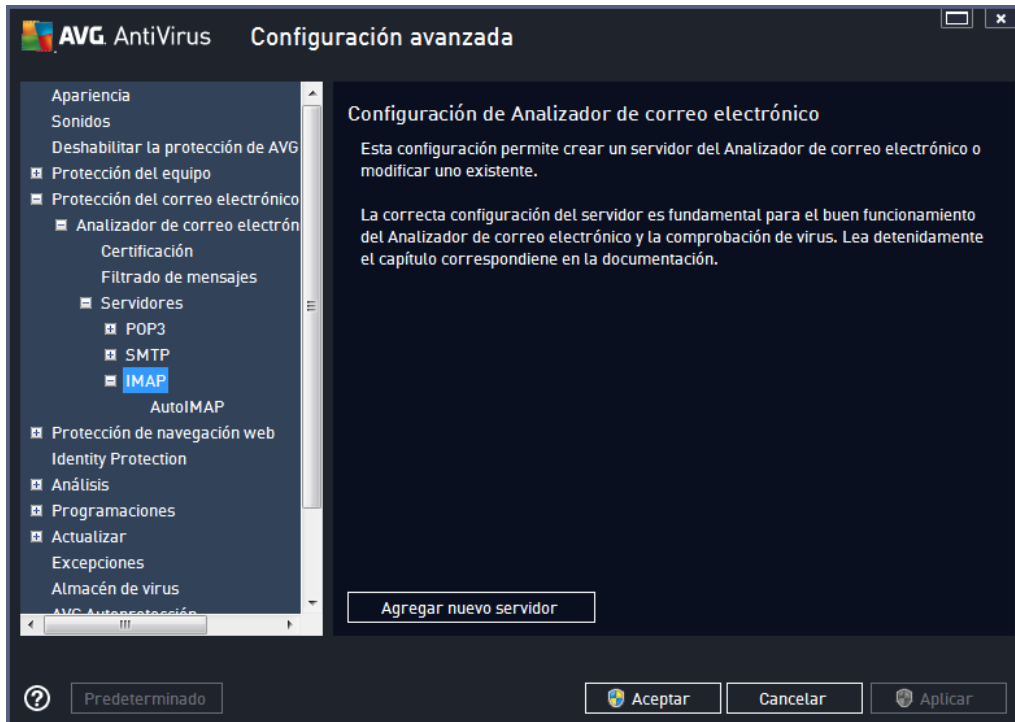 AVG AntiVirus Configuración avanzada
Apariencia
Sonidos
Deshabilitar la protección de AVG
Protección del equipo
Protección del correo electrónico
Analizador de correo electrón
Certificación
Filtrado de mensajes
Servidores
POP3
SMTP
IMAP
AutoIMAP
Protección de navegación web
Identity Protection
Análisis
Programaciones
Actualizar
Excepciones
Almacén de virus
AVG Autoprotección
Configuración de Analizador de correo electrónico
Esta configuración permite crear un servidor del Analizador de correo electrónico o
modificar uno existente.
La correcta configuración del servidor es fundamental para el buen funcionamiento
del Analizador de correo electrónico y la comprobación de virus. Lea detenidamente
el capítulo correspondiene en la documentación.
Agregar nuevo servidor
Predeterminado
Aceptar
Cancelar
Aplicar